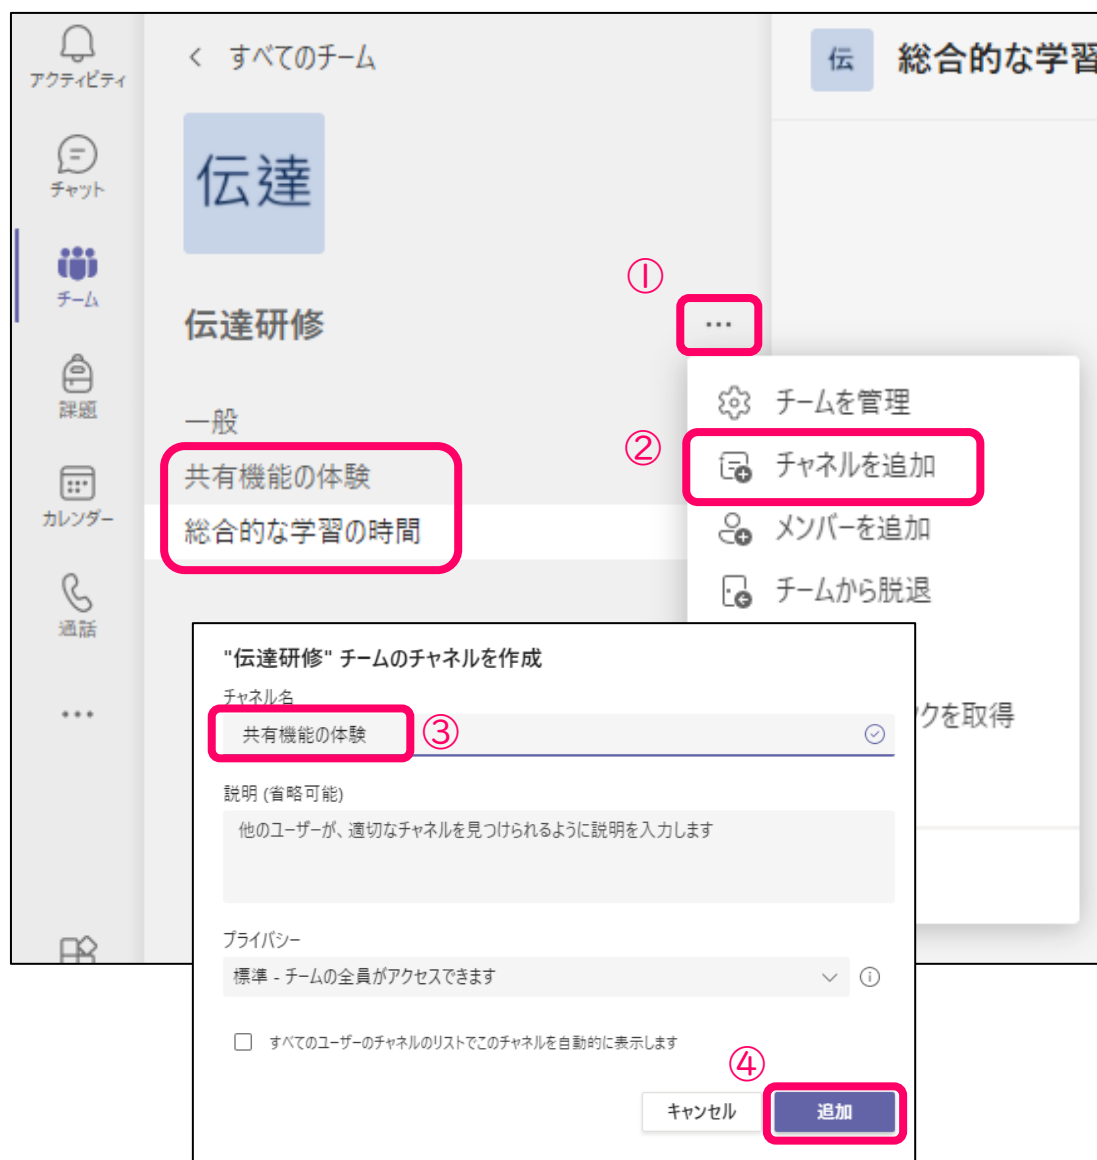 アクティビティ
チャット
チーム
課題
カレンダー
通話
…
< すべてのチーム
伝達
伝達研修
①
…
一般
共有機能の体験
総合的な学習の時間
伝 総合的な学習
チームを管理
②
チャネルを追加
メンバーを追加
チームから脱退
クを取得
"伝達研修" チームのチャネルを作成
チャネル名
共有機能の体験 ③
説明 (省略可能)
他のユーザーが、適切なチャネルを見つけられるように説明を入力します
プライバシー
標準 - チームの全員がアクセスできます
すべてのユーザーのチャネルのリストでこのチャネルを自動的に表示します
④
キャンセル 追加